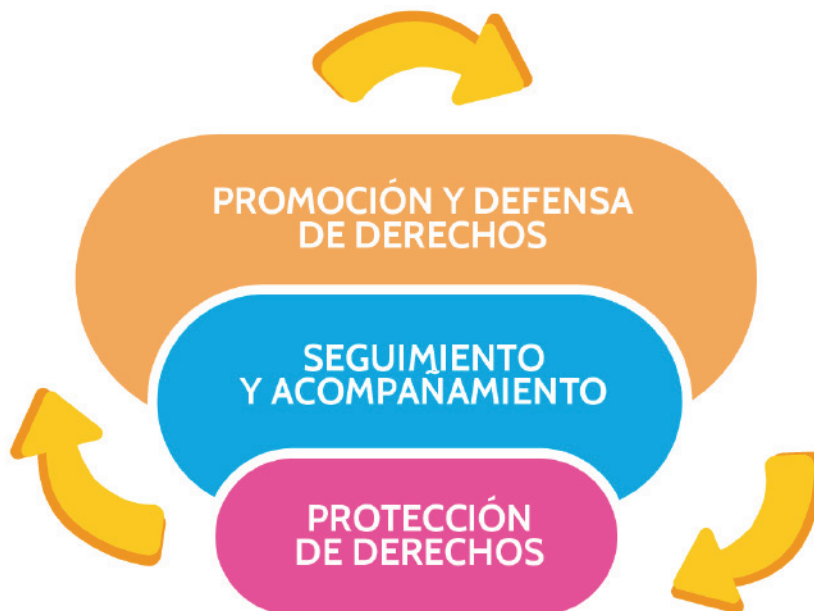 PROMOCIÓN Y DEFENSA
DE DERECHOS
SEGUIMIENTO
Y ACOMPAÑAMIENTO
PROTECCIÓN
DE DERECHOS